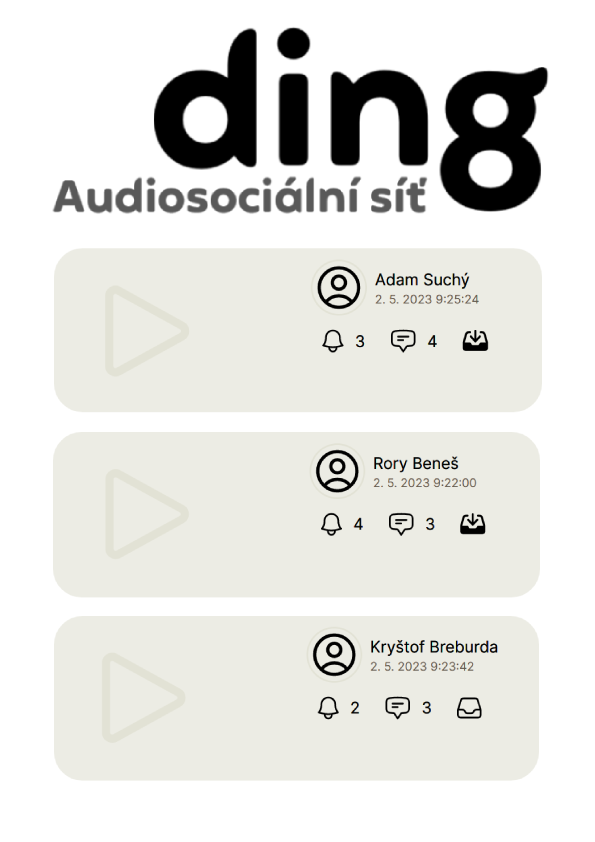 ding
Audiosociální síť
Adam Suchý
2. 5. 2023 9:25:24
3 4
Rory Beneš
2. 5. 2023 9:22:00
4 3
Kryštof Breburda
2. 5. 2023 9:23:42
2 3